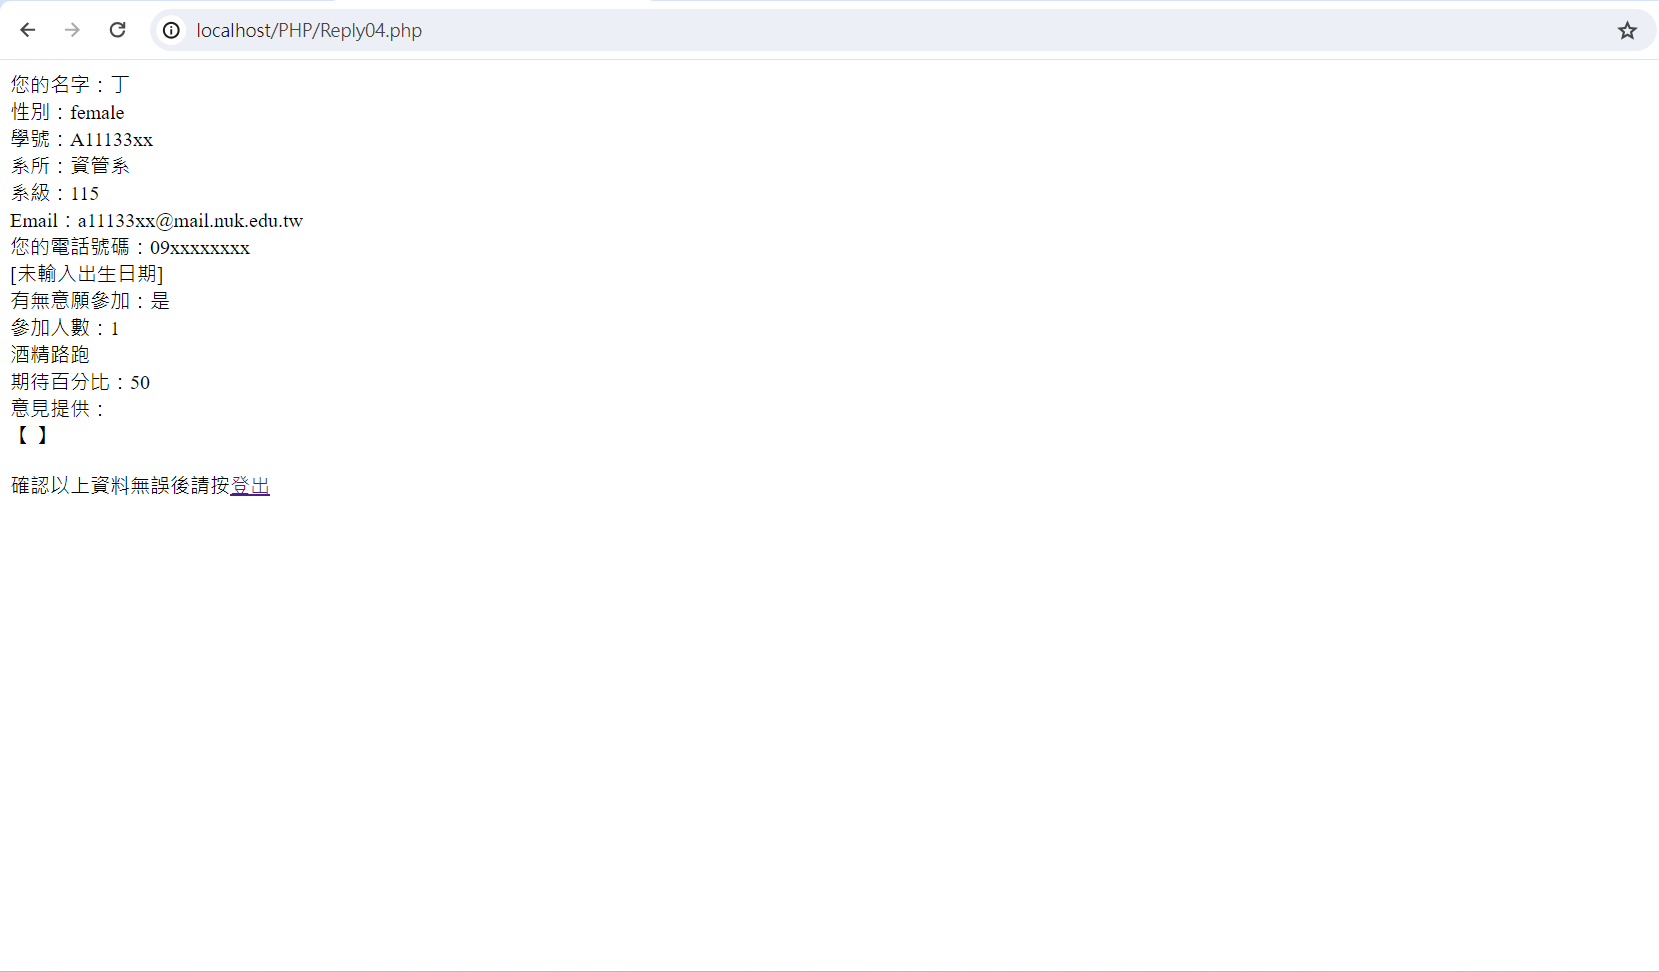 localhost/PHP/Reply04.php
您的名字：丁
性別：female
學號：A11133xx
系所：資管系
系級：115
Email：a11133xx@mail.nuk.edu.tw
您的電話號碼：09xxxxxxxx
[未輸入出生日期]
有無意願參加：是
參加人數：1
酒精路跑
期待百分比：50
意見提供：
【 】
確認以上資料無誤後請按登出